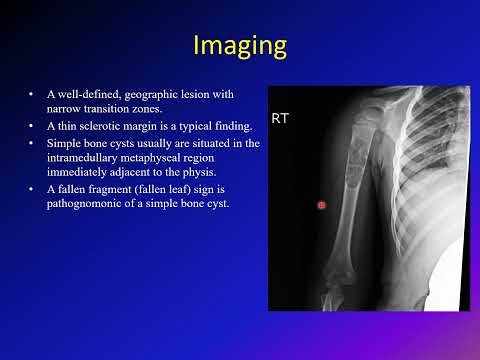 Imaging
• A well-defined, geographic lesion with
narrow transition zones.
• A thin sclerotic margin is a typical finding.
• Simple bone cysts usually are situated in the
intramedullary metaphyseal region
immediately adjacent to the physis.
• A fallen fragment (fallen leaf) sign is
pathognomonic of a simple bone cyst.
RT